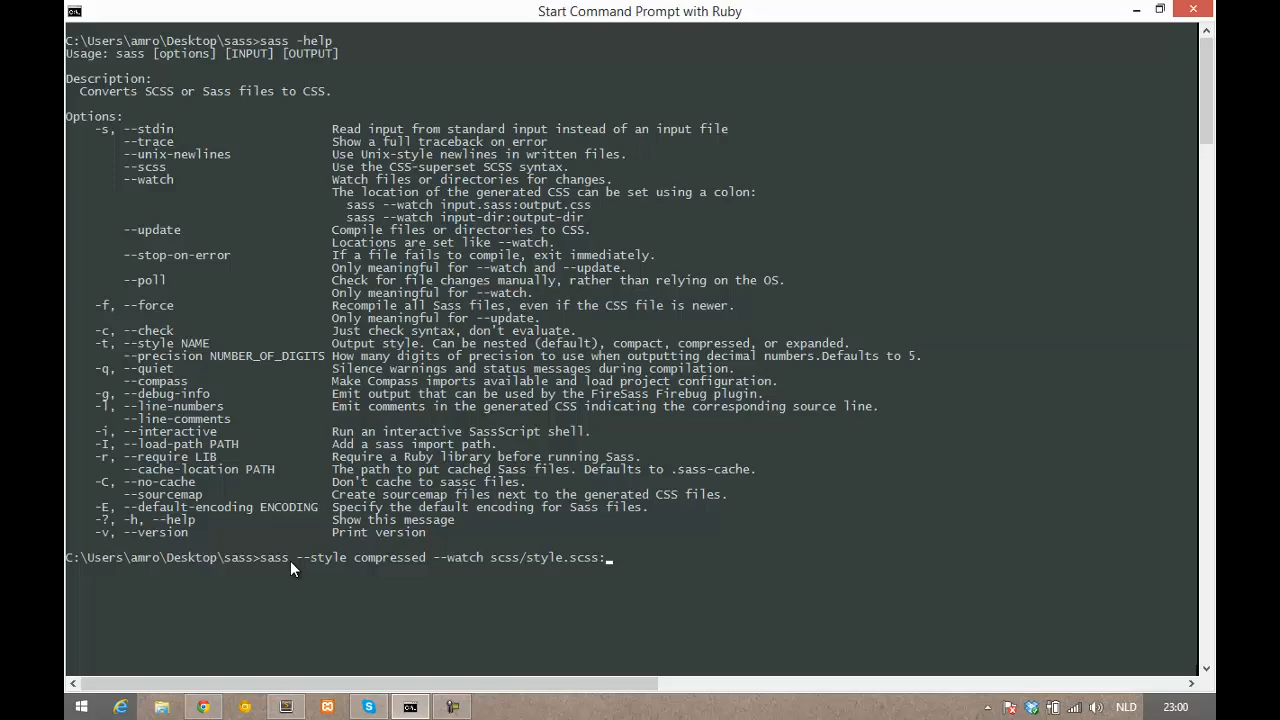 Start Command Prompt with Ruby
C:\Users\amro\Desktop\sass>sass -help
Usage: sass [options] [INPUT] [OUTPUT]
Description:
Converts SCSS or Sass files to CSS.
Options:
-s, --stdin Read input from standard input instead of an input file
--trace Show a full traceback on error
--unix-newlines Use Unix-style newlines in written files.
--scss Use the CSS-superset SCSS syntax.
--watch Watch files or directories for changes.
The location of the generated CSS can be set using a colon:
sass --watch input.sass:output.css
sass --watch input-dir:output-dir
--update Compile files or directories to CSS.
Locations are set like --watch.
--stop-on-error If a file fails to compile, exit immediately.
Only meaningful for --watch and --update.
--poll Check for file changes manually, rather than relying on the OS.
Only meaningful for --watch.
-f, --force Recompile all Sass files, even if the CSS file is newer.
Only meaningful for --update.
-c, --check Just check syntax, don't evaluate.
-t, --style NAME Output style. Can be nested (default), compact, compressed, or expanded.
--precision NUMBER_OF_DIGITS How many digits of precision to use when outputting decimal numbers.Defaults to 5.
-q, --quiet Silence warnings and status messages during compilation.
--compass Make Compass imports available and load project configuration.
-g, --debug-info Emit output that can be used by the FireSass Firebug plugin.
-l, --line-numbers Emit comments in the generated CSS indicating the corresponding source line.
--line-comments
-i, --interactive Run an interactive SassScript shell.
-I, --load-path PATH Add a sass import path.
-r, --require LIB Require a Ruby library before running Sass.
--cache-location PATH The path to put cached Sass files. Defaults to .sass-cache.
-C, --no-cache Don't cache to sassc files.
--sourcemap Create sourcemap files next to the generated CSS files.
-E, --default-encoding ENCODING Specify the default encoding for Sass files.
-?, -h, --help Show this message
-v, --version Print version
C:\Users\amro\Desktop\sass>sass --style compressed --watch scss/style.scss:
NLD 23:00